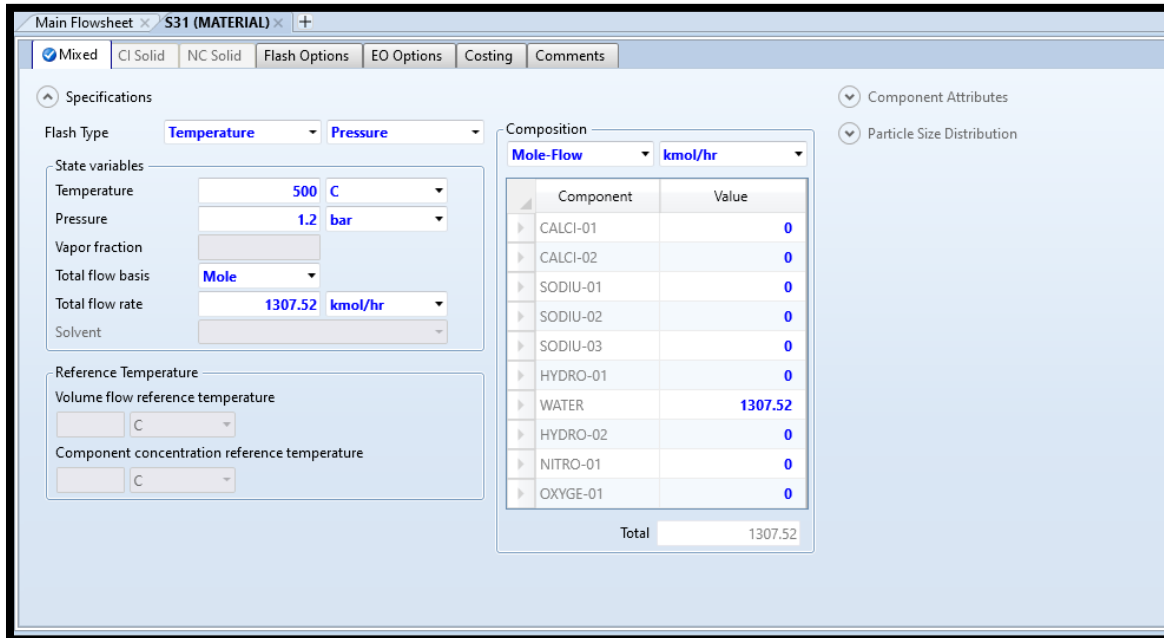 Main Flowsheet × S31 (MATERIAL) × +
Mixed CI Solid NC Solid Flash Options EO Options Costing Comments
Specifications
Flash Type Temperature Pressure
State variables
Temperature 500 C
Pressure 1.2 bar
Vapor fraction
Total flow basis Mole
Total flow rate 1307.52 kmol/hr
Solvent
Reference Temperature
Volume flow reference temperature
C
Component concentration reference temperature
C
Composition
Mole-Flow kmol/hr
Component Value
CALCI-01 0
CALCI-02 0
SODIU-01 0
SODIU-02 0
SODIU-03 0
HYDRO-01 0
WATER 1307.52
HYDRO-02 0
NITRO-01 0
OXYGE-01 0
Total 1307.52
Component Attributes
Particle Size Distribution